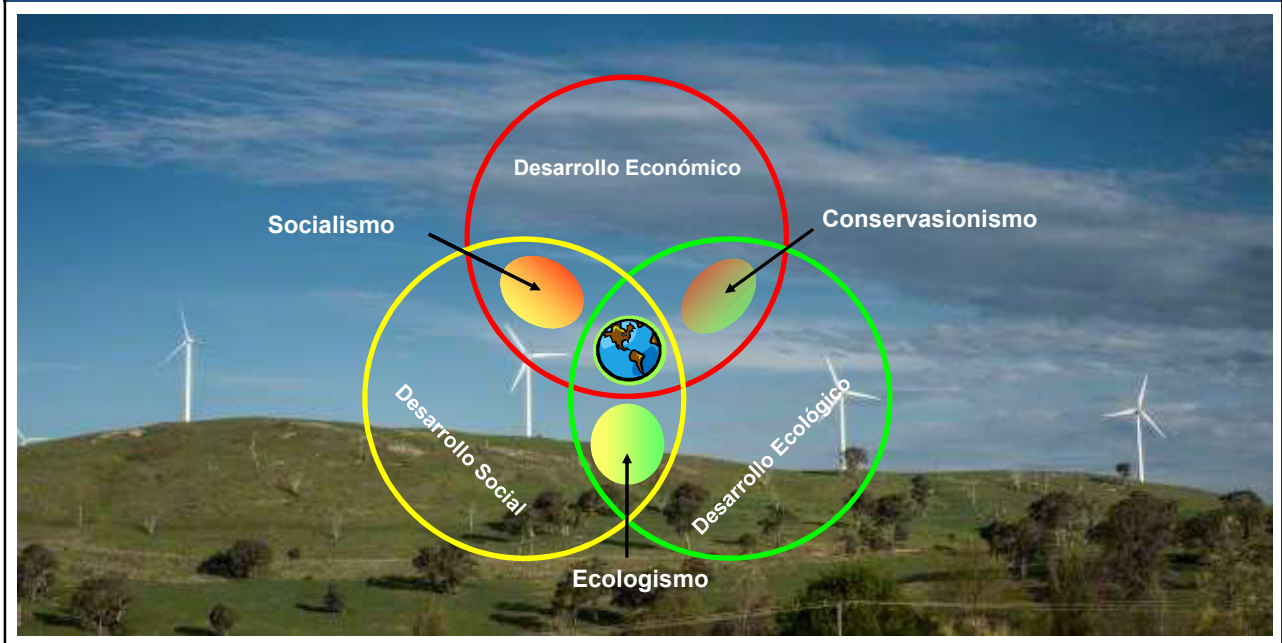 Desarrollo Económico
Socialismo
Conservasionismo
Desarrollo Social
Desarrollo Ecológico
Ecologismo